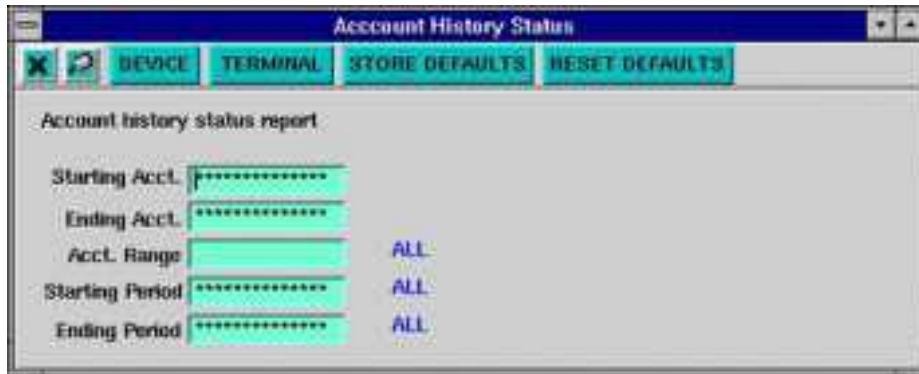 Acccount History Status
DEVICE TERMINAL STORE DEFAULTS RESET DEFAULTS
Account history status report
Starting Acct. **************
Ending Acct. **************
Acct. Range ALL
Starting Period ************** ALL
Ending Period ************** ALL